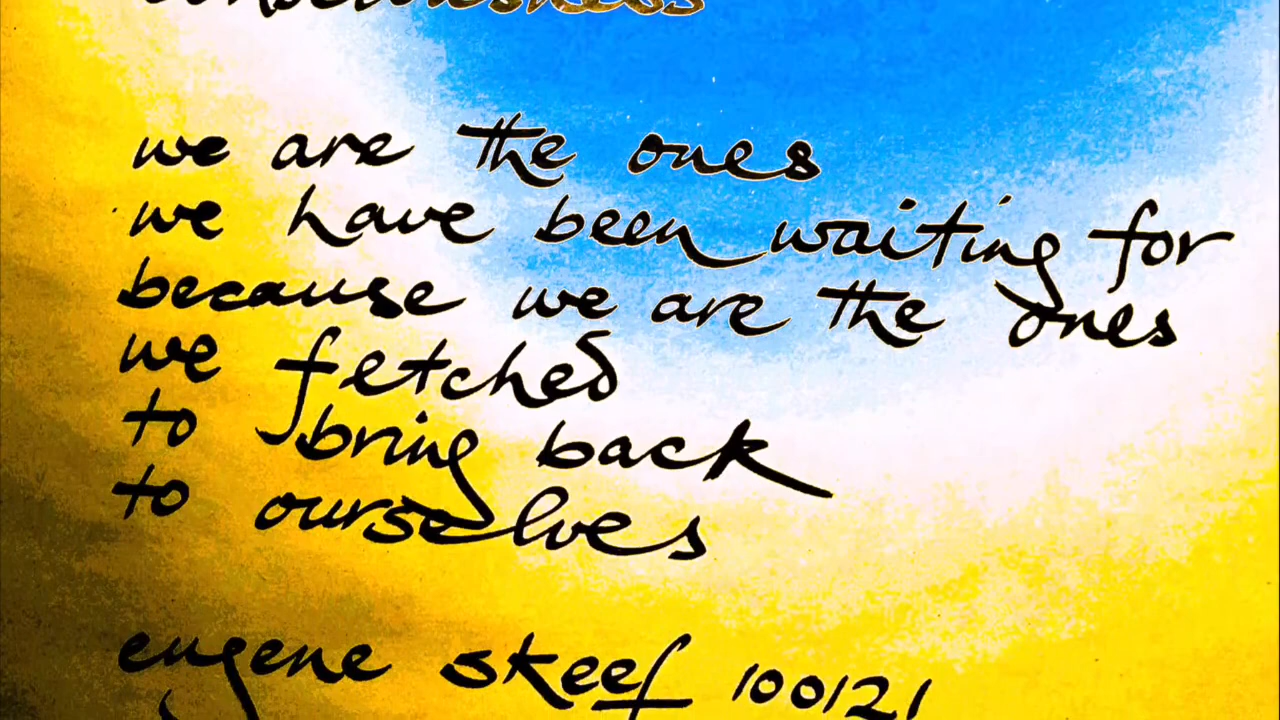 consciousness
we are the ones
we have been waiting for
because we are the ones
we fetched
to bring back
to ourselves
eugene skeef 100121